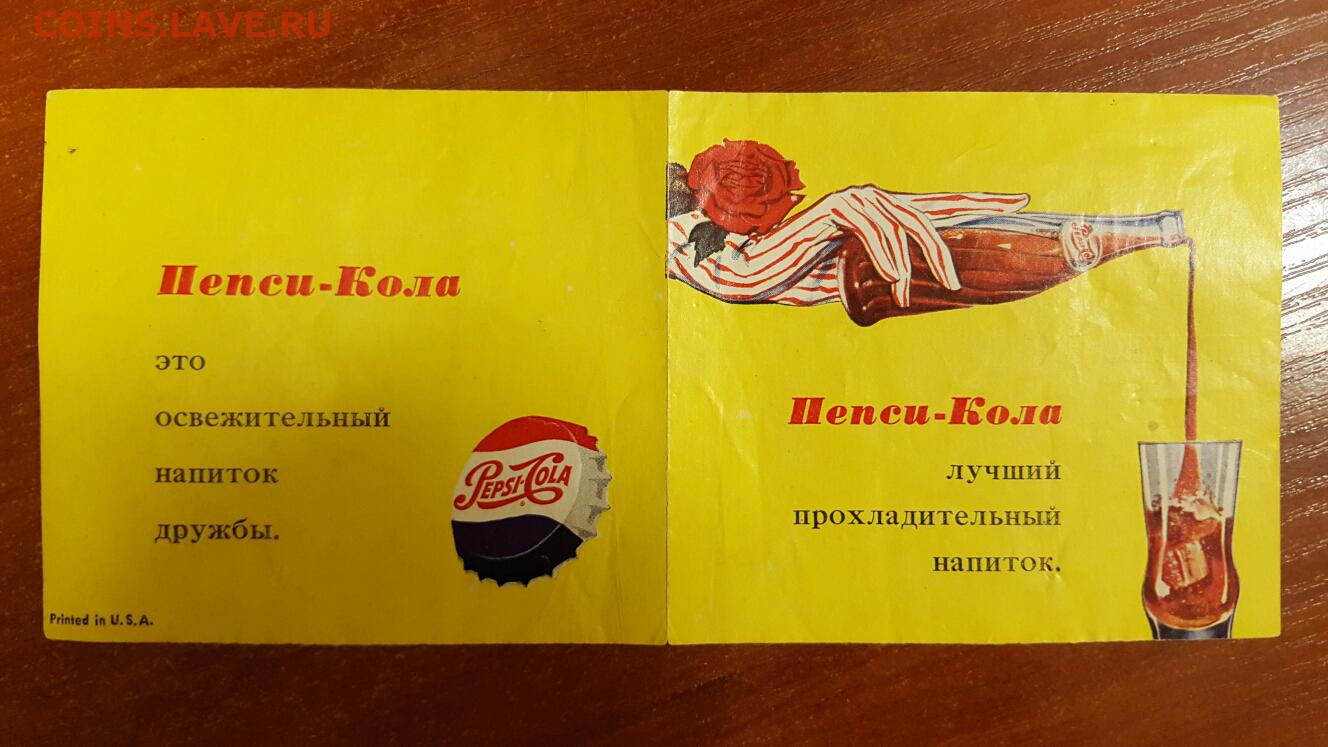 COINS.LAVE.RU
Пепси-Кола
это
освежительный
напиток
дружбы.
PEPSI-COLA
Printed in U.S.A.
Пепси-Кола
лучший
прохладительный
напиток.